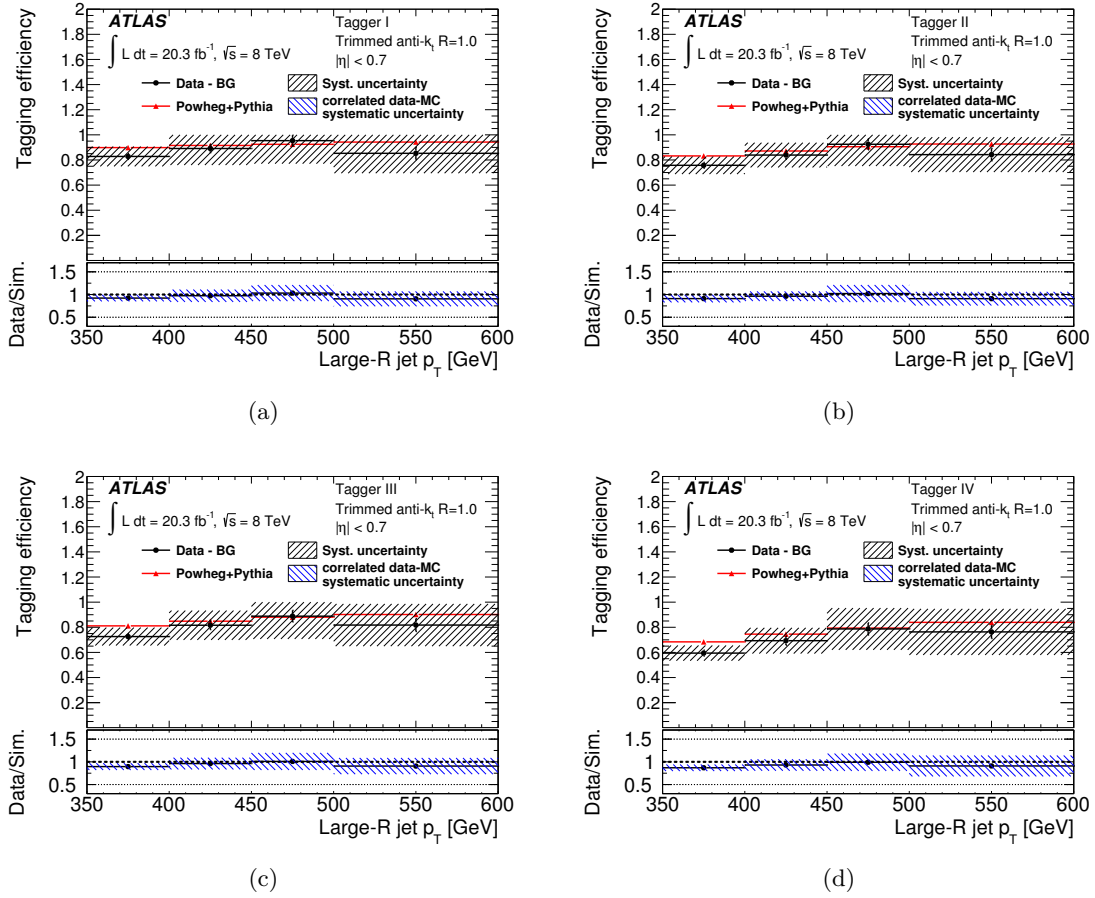 ATLAS
Tagger I
∫ L dt = 20.3 fb⁻¹, √s = 8 TeV
Trimmed anti-kₜ R=1.0
|η| < 0.7
Data - BG
Syst. uncertainty
Powheg+Pythia
correlated data-MC
systematic uncertainty
Tagging efficiency
2
1.8
1.6
1.4
1.2
1
0.8
0.6
0.4
0.2
Data/Sim.
1.5
1
0.5
350 400 450 500 550 600
Large-R jet p_T [GeV]
(a)
ATLAS
Tagger II
∫ L dt = 20.3 fb⁻¹, √s = 8 TeV
Trimmed anti-kₜ R=1.0
|η| < 0.7
Data - BG
Syst. uncertainty
Powheg+Pythia
correlated data-MC
systematic uncertainty
Tagging efficiency
2
1.8
1.6
1.4
1.2
1
0.8
0.6
0.4
0.2
Data/Sim.
1.5
1
0.5
350 400 450 500 550 600
Large-R jet p_T [GeV]
(b)
ATLAS
Tagger III
∫ L dt = 20.3 fb⁻¹, √s = 8 TeV
Trimmed anti-kₜ R=1.0
|η| < 0.7
Data - BG
Syst. uncertainty
Powheg+Pythia
correlated data-MC
systematic uncertainty
Tagging efficiency
2
1.8
1.6
1.4
1.2
1
0.8
0.6
0.4
0.2
Data/Sim.
1.5
1
0.5
350 400 450 500 550 600
Large-R jet p_T [GeV]
(c)
ATLAS
Tagger IV
∫ L dt = 20.3 fb⁻¹, √s = 8 TeV
Trimmed anti-kₜ R=1.0
|η| < 0.7
Data - BG
Syst. uncertainty
Powheg+Pythia
correlated data-MC
systematic uncertainty
Tagging efficiency
2
1.8
1.6
1.4
1.2
1
0.8
0.6
0.4
0.2
Data/Sim.
1.5
1
0.5
350 400 450 500 550 600
Large-R jet p_T [GeV]
(d)